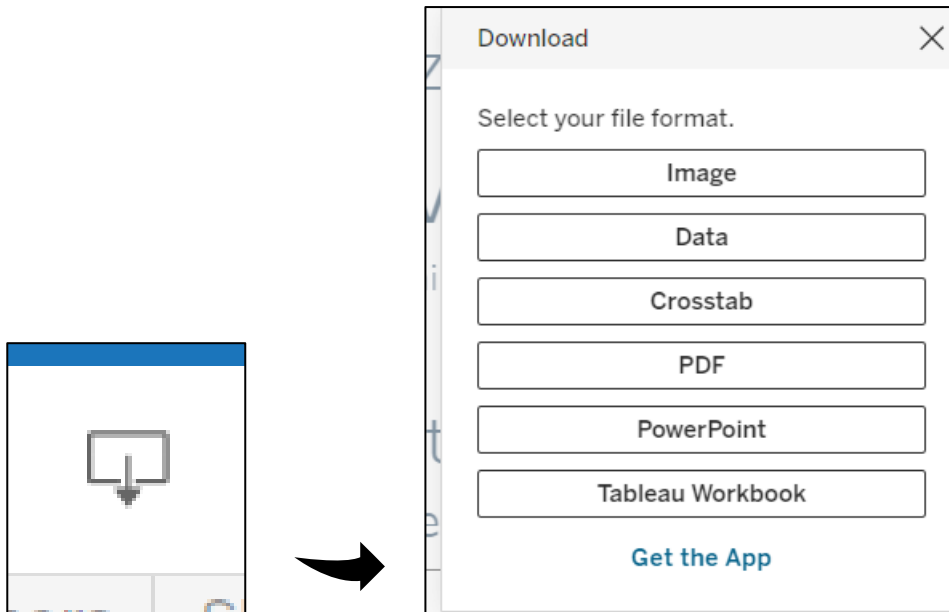 Download
Select your file format.
Image
Data
Crosstab
PDF
PowerPoint
Tableau Workbook
Get the App